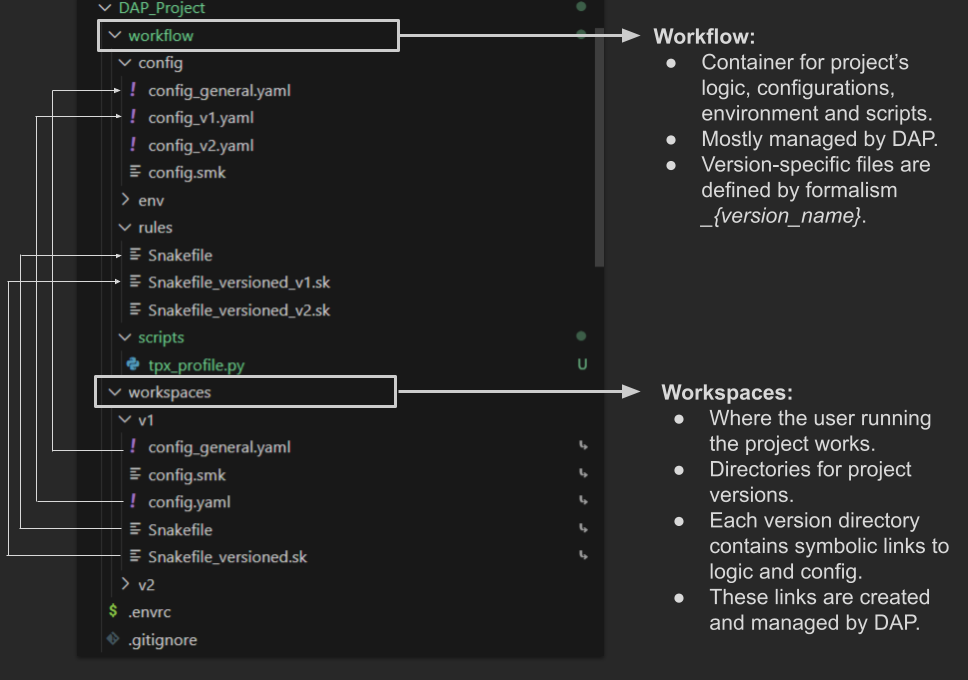 DAP_Project
workflow
config
! config_general.yaml
! config_v1.yaml
! config_v2.yaml
config.smk
env
rules
Snakefile
Snakefile_versioned_v1.sk
Snakefile_versioned_v2.sk
scripts
tpx_profile.py U
workspaces
v1
! config_general.yaml
config.smk
! config.yaml
Snakefile
Snakefile_versioned.sk
v2
$ .envrc
.gitignore
Workflow:
● Container for project's
logic, configurations,
environment and scripts.
● Mostly managed by DAP.
● Version-specific files are
defined by formalism
_{version_name}.
Workspaces:
● Where the user running
the project works.
● Directories for project
versions.
● Each version directory
contains symbolic links to
logic and config.
● These links are created
and managed by DAP.